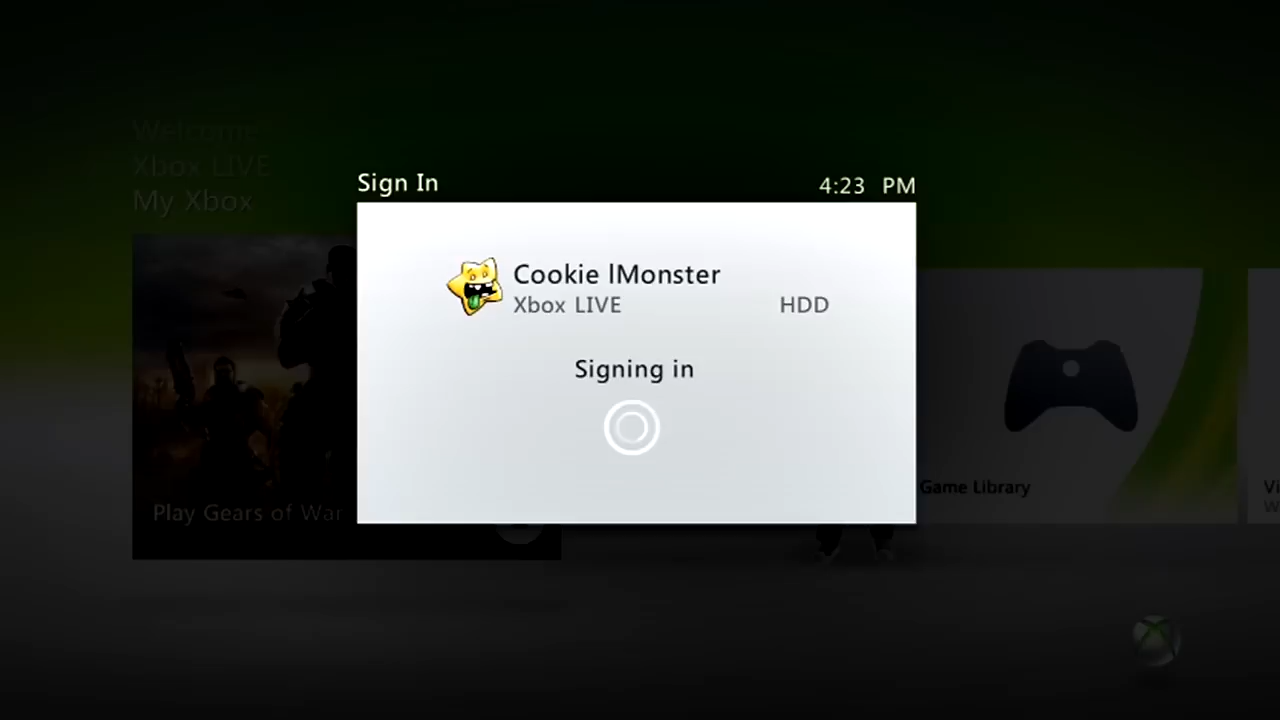 Welcome
Xbox LIVE
My Xbox
Sign In
4:23 PM
Cookie lMonster
Xbox LIVE
HDD
Signing in
Play Gears of War
Game Library